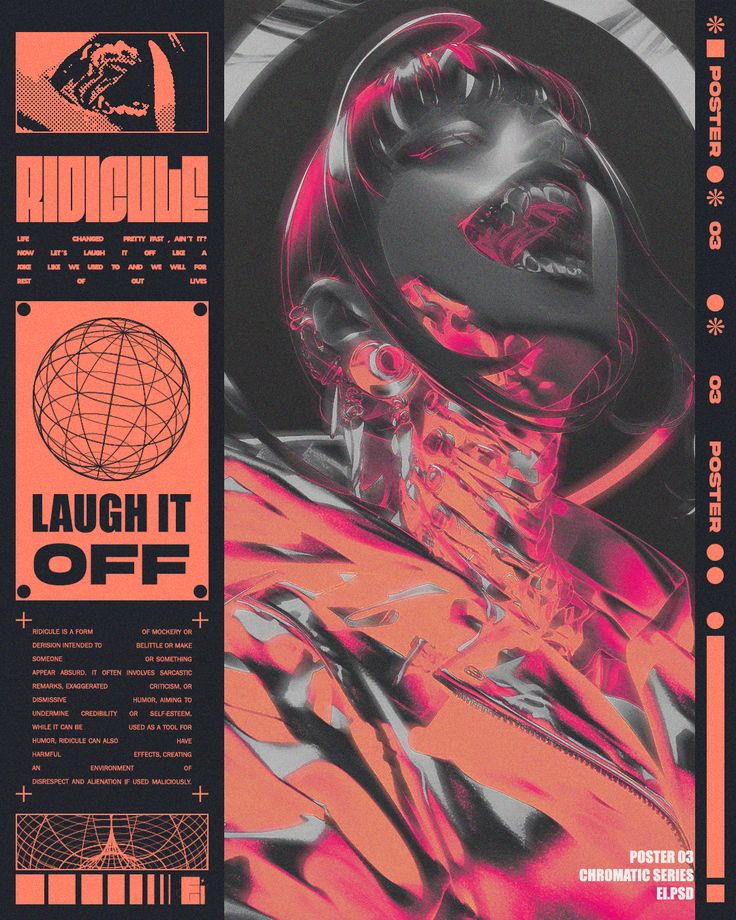 RIDICULE
LIFE CHANGED PRETTY FAST , AIN'T IT?
NOW LET'S LAUGH IT OFF LIKE A
JOKE LIKE WE USED TO AND WE WILL FOR
REST OF OUT LIVES
LAUGH IT
OFF
RIDICULE IS A FORM OF MOCKERY OR
DERISION INTENDED TO BELITTLE OR MAKE
SOMEONE OR SOMETHING
APPEAR ABSURD. IT OFTEN INVOLVES SARCASTIC
REMARKS, EXAGGERATED CRITICISM, OR
DISMISSIVE HUMOR, AIMING TO
UNDERMINE CREDIBILITY OR SELF-ESTEEM.
WHILE IT CAN BE USED AS A TOOL FOR
HUMOR, RIDICULE CAN ALSO HAVE
HARMFUL EFFECTS, CREATING
AN ENVIRONMENT OF
DISRESPECT AND ALIENATION IF USED MALICIOUSLY.
Ei
POSTER 03
CHROMATIC SERIES
EI.PSD
POSTER
03
03
POSTER